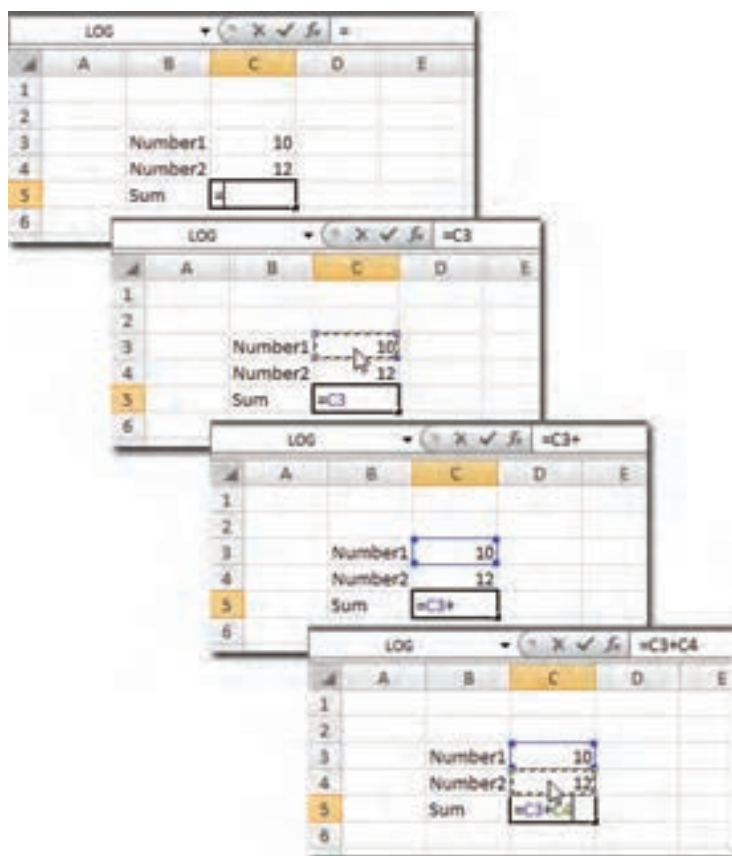 LOG =
A B C D E
1
2
3 Number1 10
4 Number2 12
5 Sum =
6
LOG =C3
A B C D E
1
2
3 Number1 10
4 Number2 12
5 Sum =C3
6
LOG =C3+
A B C D E
1
2
3 Number1 10
4 Number2 12
5 Sum =C3+
6
LOG =C3+C4
A B C D E
1
2
3 Number1 10
4 Number2 12
5 Sum =C3+C4
6